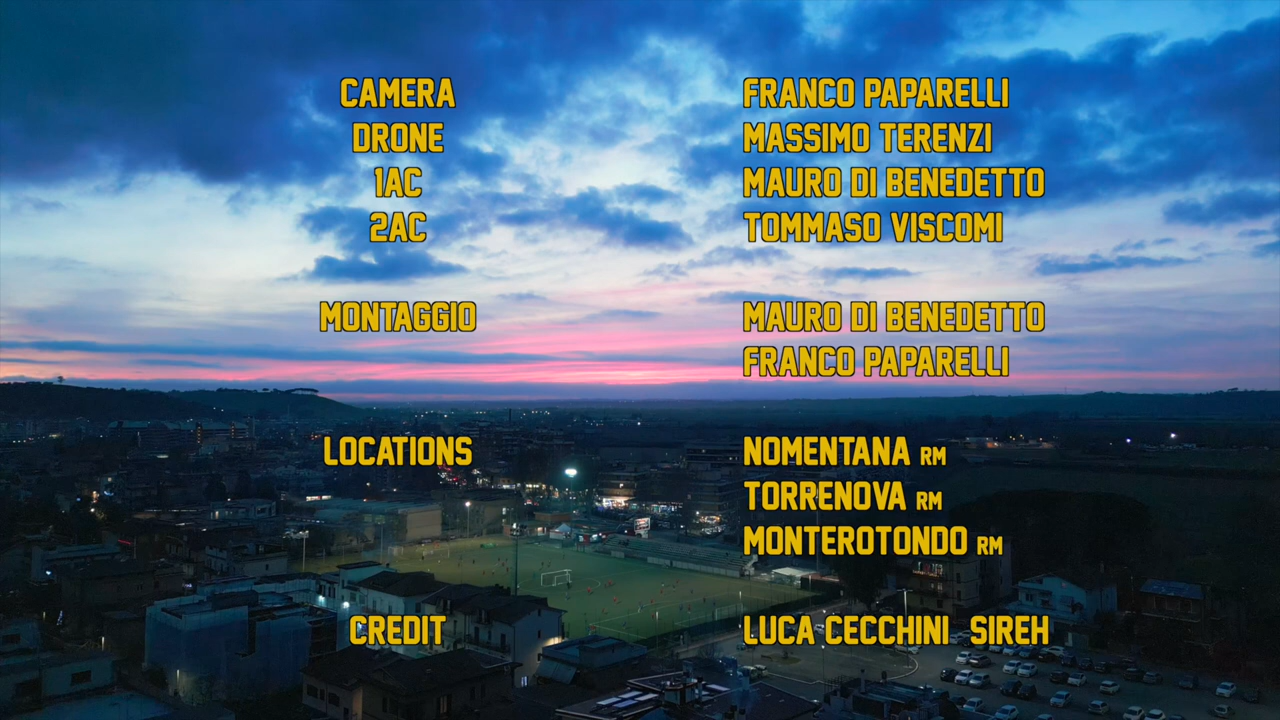 CAMERA FRANCO PAPARELLI
DRONE MASSIMO TERENZI
1AC MAURO DI BENEDETTO
2AC TOMMASO VISCOMI
MONTAGGIO MAURO DI BENEDETTO
FRANCO PAPARELLI
LOCATIONS NOMENTANA RM
TORRENOVA RM
MONTEROTONDO RM
CREDIT LUCA CECCHINI SIREH